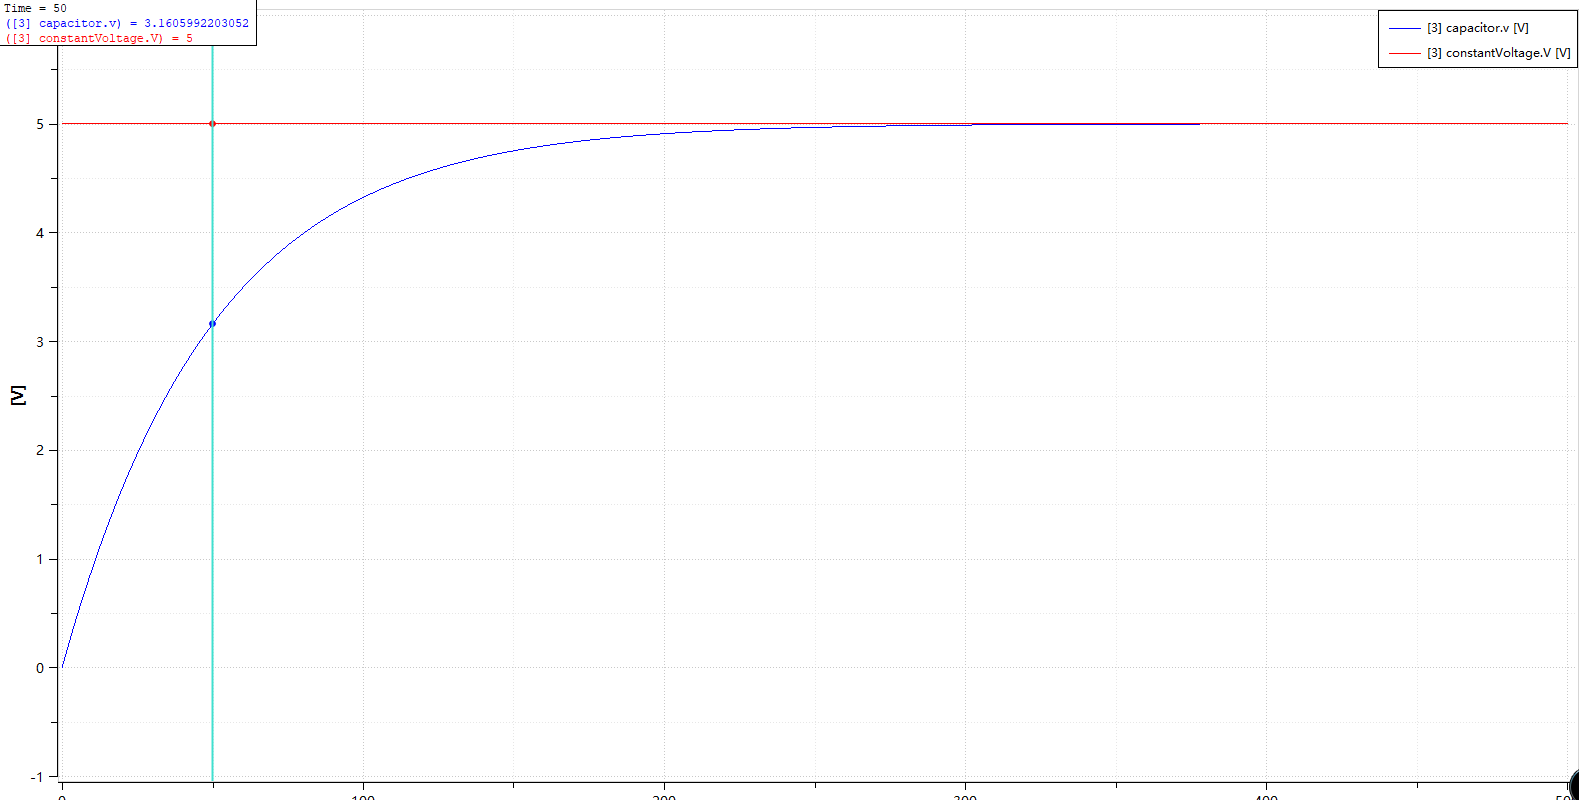 Time = 50
([3] capacitor.v) = 3.1605992203052
([3] constantVoltage.V) = 5
[3] capacitor.v [V]
[3] constantVoltage.V [V]
5
4
3
[V]
2
1
0
-1
0 100 200 300 400